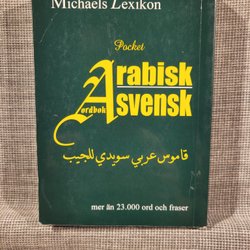 Michaels Lexikon
Pocket
Arabisk
ordbok
svensk
قاموس عربي سويدي للجيب
mer än 23.000 ord och fraser